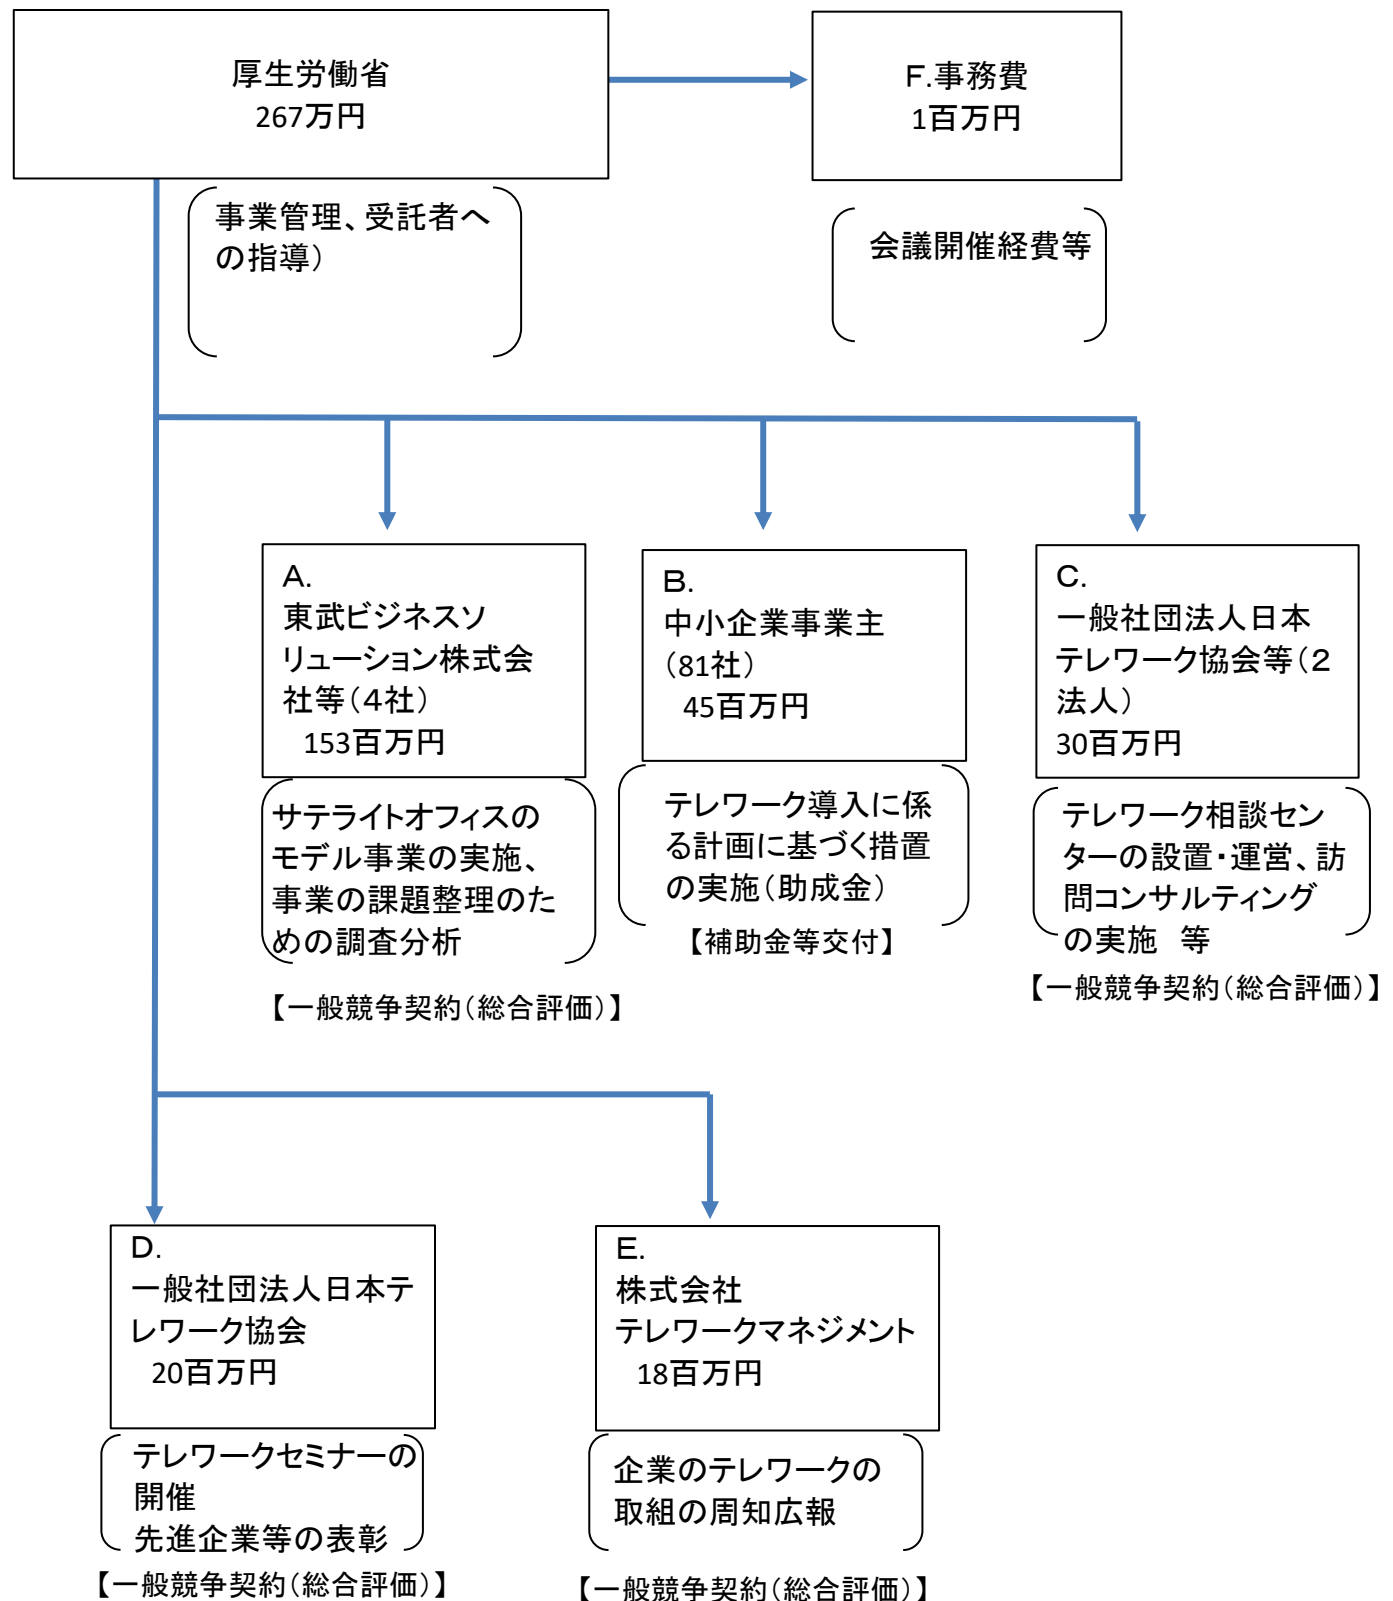 厚生労働省
267万円
F.事務費
1百万円
事業管理、受託者へ
の指導）
会議開催経費等
A.
東武ビジネスソ
リューション株式会
社等（４社）
153百万円
B.
中小企業事業主
（81社）
45百万円
C.
一般社団法人日本
テレワーク協会等（２
法人）
30百万円
サテライトオフィスの
モデル事業の実施、
事業の課題整理のた
めの調査分析
【一般競争契約（総合評価）】
テレワーク導入に係
る計画に基づく措置
の実施（助成金）
【補助金等交付】
テレワーク相談セン
ターの設置・運営、訪
問コンサルティング
の実施　等
【一般競争契約（総合評価）】
D.
一般社団法人日本テ
レワーク協会
20百万円
E.
株式会社
テレワークマネジメント
18百万円
テレワークセミナーの
開催
先進企業等の表彰
【一般競争契約（総合評価）】
企業のテレワークの
取組の周知広報
【一般競争契約（総合評価）】